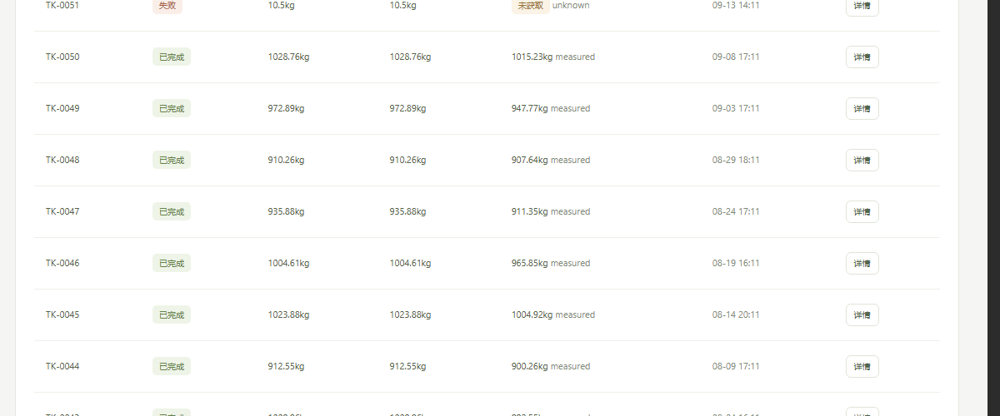 TK-0051 失败 10.5kg 10.5kg 未获取 unknown 09-13 14:11 详情
TK-0050 已完成 1028.76kg 1028.76kg 1015.23kg measured 09-08 17:11 详情
TK-0049 已完成 972.89kg 972.89kg 947.77kg measured 09-03 17:11 详情
TK-0048 已完成 910.26kg 910.26kg 907.64kg measured 08-29 18:11 详情
TK-0047 已完成 935.88kg 935.88kg 911.35kg measured 08-24 17:11 详情
TK-0046 已完成 1004.61kg 1004.61kg 965.85kg measured 08-19 16:11 详情
TK-0045 已完成 1023.88kg 1023.88kg 1004.92kg measured 08-14 20:11 详情
TK-0044 已完成 912.55kg 912.55kg 900.26kg measured 08-09 17:11 详情